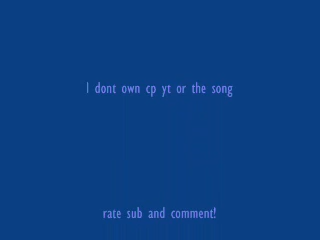 I dont own cp yt or the song
rate sub and comment!